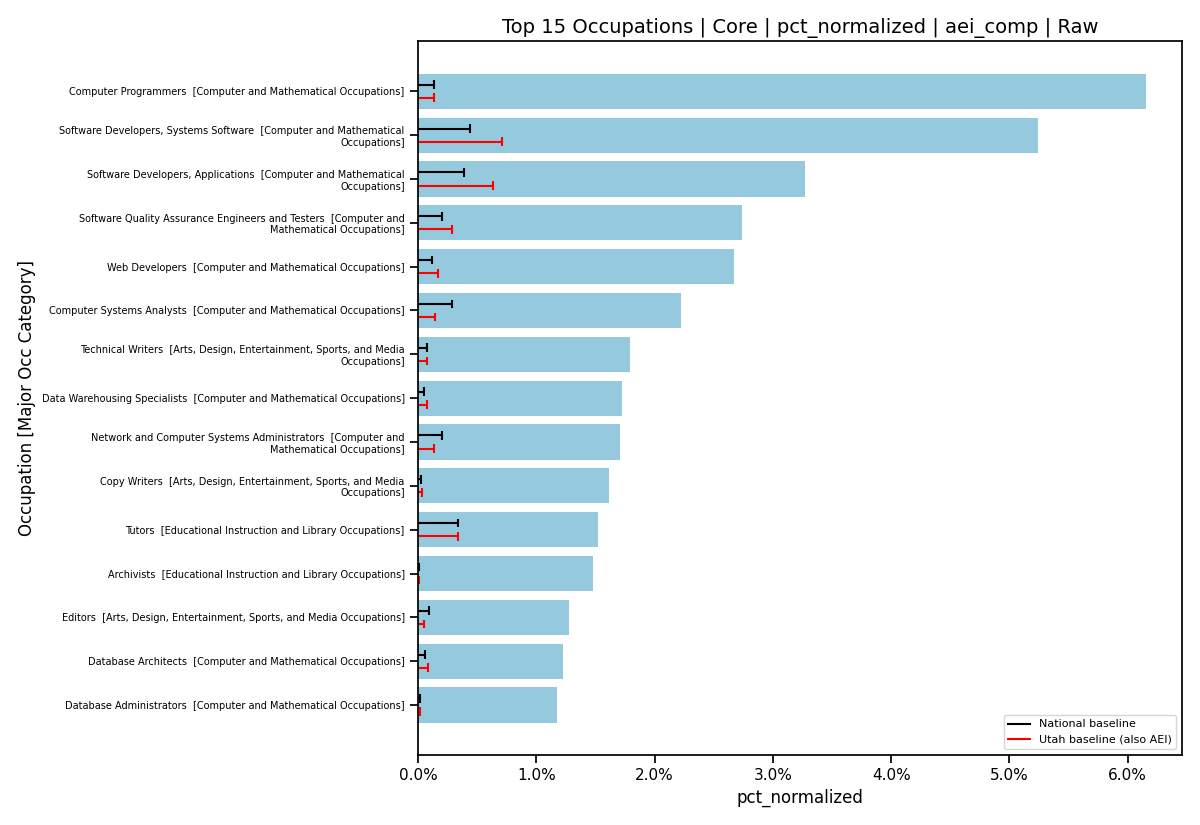 Top 15 Occupations | Core | pct_normalized | aei_comp | Raw
Occupation [Major Occ Category]
Computer Programmers  [Computer and Mathematical Occupations]
Software Developers, Systems Software  [Computer and Mathematical
Occupations]
Software Developers, Applications  [Computer and Mathematical
Occupations]
Software Quality Assurance Engineers and Testers  [Computer and
Mathematical Occupations]
Web Developers  [Computer and Mathematical Occupations]
Computer Systems Analysts  [Computer and Mathematical Occupations]
Technical Writers  [Arts, Design, Entertainment, Sports, and Media
Occupations]
Data Warehousing Specialists  [Computer and Mathematical Occupations]
Network and Computer Systems Administrators  [Computer and
Mathematical Occupations]
Copy Writers  [Arts, Design, Entertainment, Sports, and Media
Occupations]
Tutors  [Educational Instruction and Library Occupations]
Archivists  [Educational Instruction and Library Occupations]
Editors  [Arts, Design, Entertainment, Sports, and Media Occupations]
Database Architects  [Computer and Mathematical Occupations]
Database Administrators  [Computer and Mathematical Occupations]
National baseline
Utah baseline (also AEI)
0.0% 1.0% 2.0% 3.0% 4.0% 5.0% 6.0%
pct_normalized